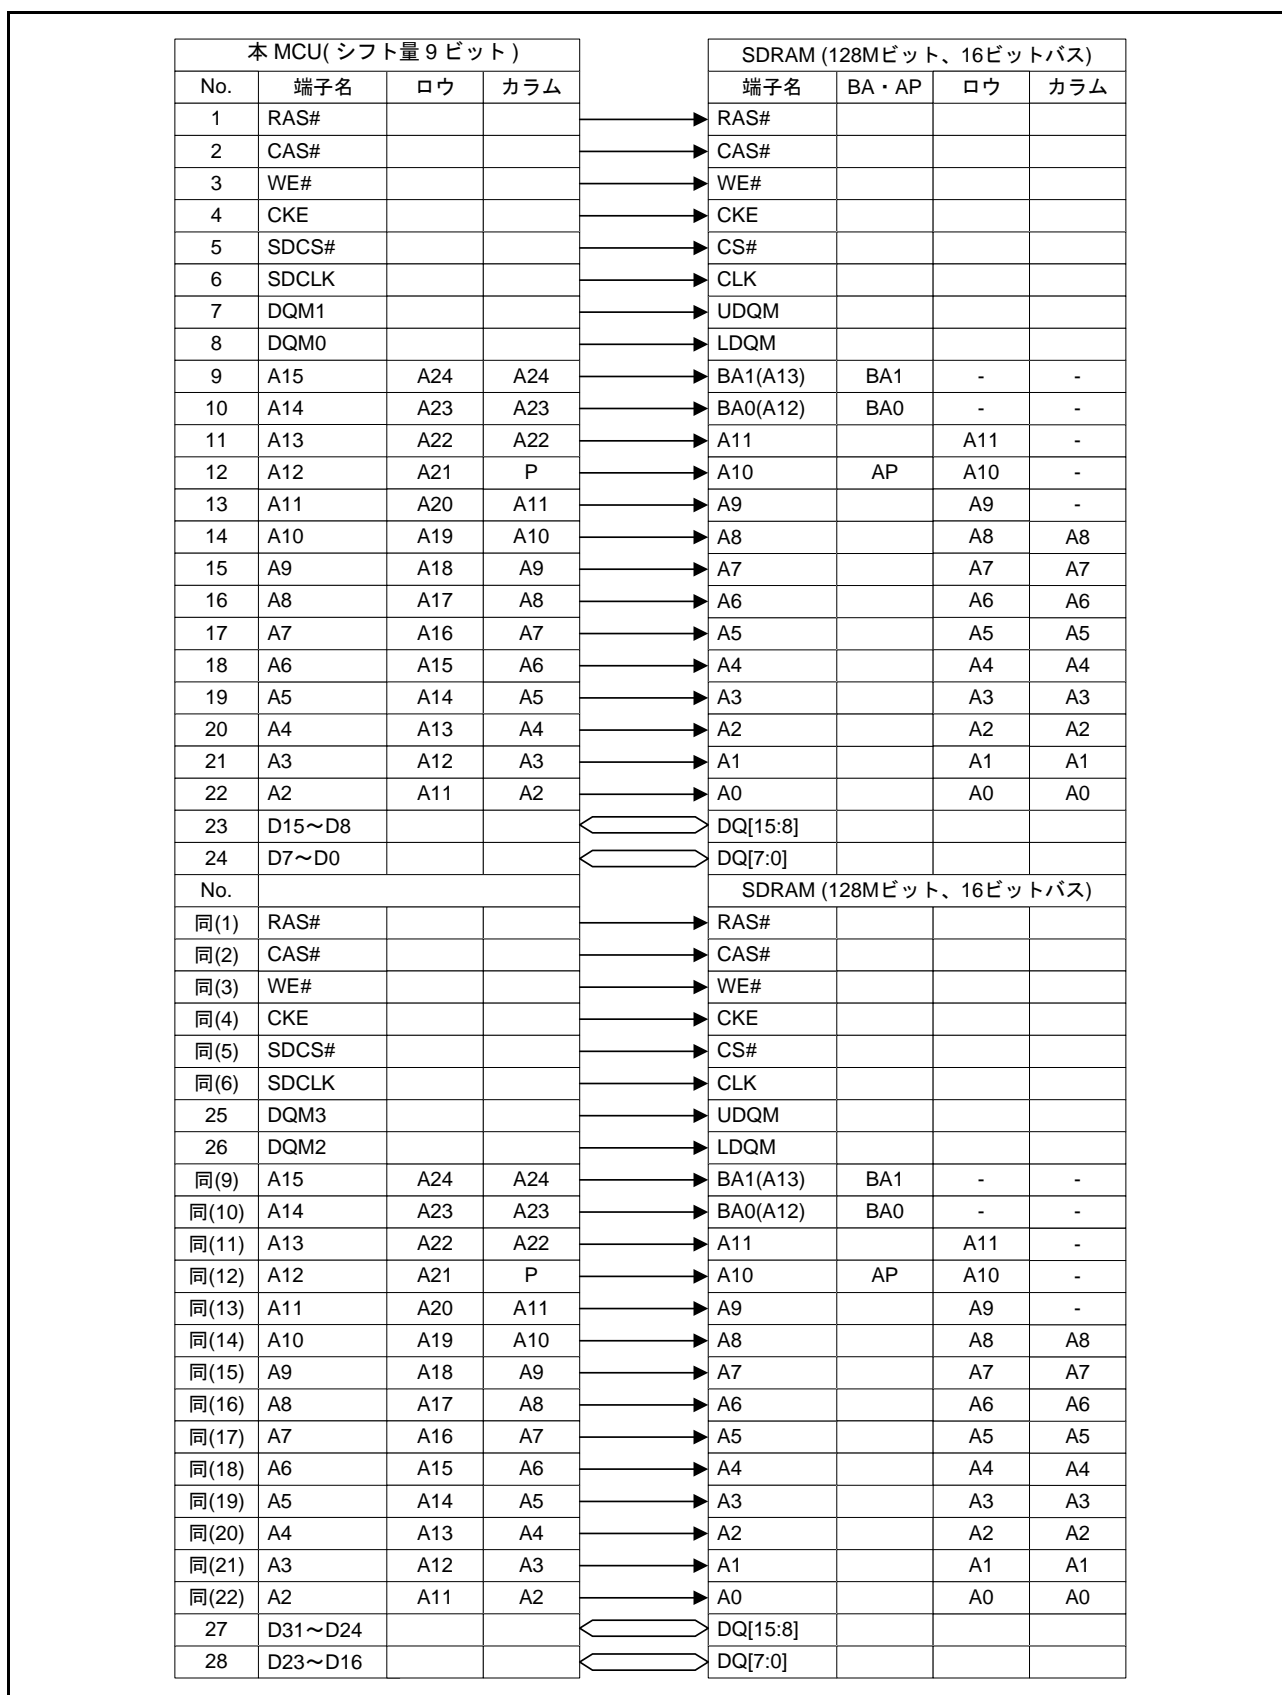 本 MCU( シフト量 9 ビット ) SDRAM (128Mビット、16ビットバス)
No. 端子名 ロウ カラム 端子名 BA・AP ロウ カラム
1 RAS# RAS#
2 CAS# CAS#
3 WE# WE#
4 CKE CKE
5 SDCS# CS#
6 SDCLK CLK
7 DQM1 UDQM
8 DQM0 LDQM
9 A15 A24 A24 BA1(A13) BA1 - -
10 A14 A23 A23 BA0(A12) BA0 - -
11 A13 A22 A22 A11 A11 -
12 A12 A21 P A10 AP A10 -
13 A11 A20 A11 A9 A9 -
14 A10 A19 A10 A8 A8 A8
15 A9 A18 A9 A7 A7 A7
16 A8 A17 A8 A6 A6 A6
17 A7 A16 A7 A5 A5 A5
18 A6 A15 A6 A4 A4 A4
19 A5 A14 A5 A3 A3 A3
20 A4 A13 A4 A2 A2 A2
21 A3 A12 A3 A1 A1 A1
22 A2 A11 A2 A0 A0 A0
23 D15～D8 DQ[15:8]
24 D7～D0 DQ[7:0]
No. SDRAM (128Mビット、16ビットバス)
同(1) RAS# RAS#
同(2) CAS# CAS#
同(3) WE# WE#
同(4) CKE CKE
同(5) SDCS# CS#
同(6) SDCLK CLK
25 DQM3 UDQM
26 DQM2 LDQM
同(9) A15 A24 A24 BA1(A13) BA1 - -
同(10) A14 A23 A23 BA0(A12) BA0 - -
同(11) A13 A22 A22 A11 A11 -
同(12) A12 A21 P A10 AP A10 -
同(13) A11 A20 A11 A9 A9 -
同(14) A10 A19 A10 A8 A8 A8
同(15) A9 A18 A9 A7 A7 A7
同(16) A8 A17 A8 A6 A6 A6
同(17) A7 A16 A7 A5 A5 A5
同(18) A6 A15 A6 A4 A4 A4
同(19) A5 A14 A5 A3 A3 A3
同(20) A4 A13 A4 A2 A2 A2
同(21) A3 A12 A3 A1 A1 A1
同(22) A2 A11 A2 A0 A0 A0
27 D31～D24 DQ[15:8]
28 D23～D16 DQ[7:0]